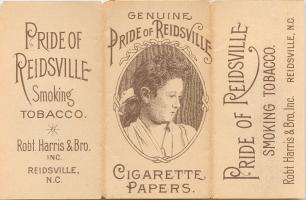 PRIDE OF
REIDSVILLE
Smoking
TOBACCO.
Robt. Harris & Bro.
INC.
REIDSVILLE,
N.C.
GENUINE
PRIDE OF REIDSVILLE
CIGARETTE
PAPERS.
PRIDE OF REIDSVILLE
SMOKING TOBACCO.
Robt Harris & Bro. Inc.
REIDSVILLE, N.C.